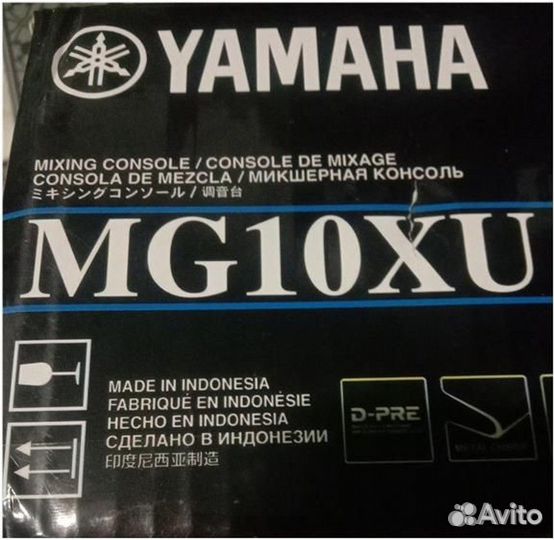 YAMAHA
MIXING CONSOLE / CONSOLE DE MIXAGE
CONSOLA DE MEZCLA / МИКШЕРНАЯ КОНСОЛЬ
ミキシングコンソール / 调音台
MG10XU
MADE IN INDONESIA
FABRIQUÉ EN INDONÉSIE
HECHO EN INDONESIA
СДЕЛАНО В ИНДОНЕЗИИ
印度尼西亚制造
D-PRE
METAL CHASSIS
Avito